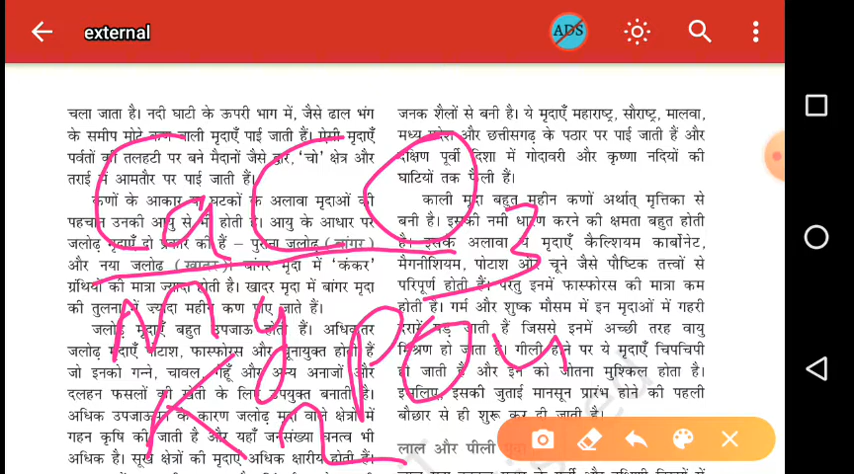 external
ADS
चला जाता है। नदी घाटी के ऊपरी भाग में, जैसे ढाल भंग
के समीप मोटे कण वाली मृदाएँ पाई जाती हैं। ऐसी मृदाएँ
पर्वतों की तलहटी पर बने मैदानों जैसे द्वार, 'चो' क्षेत्र और
तराई में आमतौर पर पाई जाती हैं।
कणों के आकार या घटकों के अलावा मृदाओं की
पहचान उनकी आयु से भी होती है। आयु के आधार पर
जलोढ़ मृदाएँ दो प्रकार की हैं – पुराना जलोढ़ (बांगर)
और नया जलोढ़ (खादर)। बांगर मृदा में 'कंकर'
ग्रंथियों की मात्रा ज्यादा होती है। खादर मृदा में बांगर मृदा
की तुलना में ज्यादा महीन कण पाए जाते हैं।
जलोढ़ मृदाएँ बहुत उपजाऊ होती हैं। अधिकतर
जलोढ़ मृदाएँ पोटाश, फास्फोरस और चूनायुक्त होती हैं
जो इनको गन्ने, चावल, गेहूँ और अन्य अनाजों और
दलहन फसलों की खेती के लिए उपयुक्त बनाती है।
अधिक उपजाऊपन के कारण जलोढ़ मृदा वाले क्षेत्रों में
गहन कृषि की जाती है और यहाँ जनसंख्या घनत्व भी
अधिक है। सूखे क्षेत्रों की मृदाएँ अधिक क्षारीय होती हैं
जनक शैलों से बनी है। ये मृदाएँ महाराष्ट्र, सौराष्ट्र, मालवा,
मध्य प्रदेश और छत्तीसगढ़ के पठार पर पाई जाती हैं और
दक्षिण पूर्वी दिशा में गोदावरी और कृष्णा नदियों की
घाटियों तक फैली हैं।
काली मृदा बहुत महीन कणों अर्थात् मृत्तिका से
बनी है। इसकी नमी धारण करने की क्षमता बहुत होती
है। इसके अलावा ये मृदाएँ कैल्शियम कार्बोनेट,
मैगनीशियम, पोटाश और चूने जैसे पौष्टिक तत्त्वों से
परिपूर्ण होती हैं। परंतु इनमें फास्फोरस की मात्रा कम
होती है। गर्म और शुष्क मौसम में इन मृदाओं में गहरी
दरारें पड़ जाती हैं जिससे इनमें अच्छी तरह वायु
मिश्रण हो जाता है। गीली होने पर ये मृदाएँ चिपचिपी
हो जाती है और इन को जोतना मुश्किल होता है।
इसलिए, इसकी जुताई मानसून प्रारंभ होने की पहली
बौछार से ही शुरू कर दी जाती है।
लाल और पीली मृदा
CaCO3
Mg
K